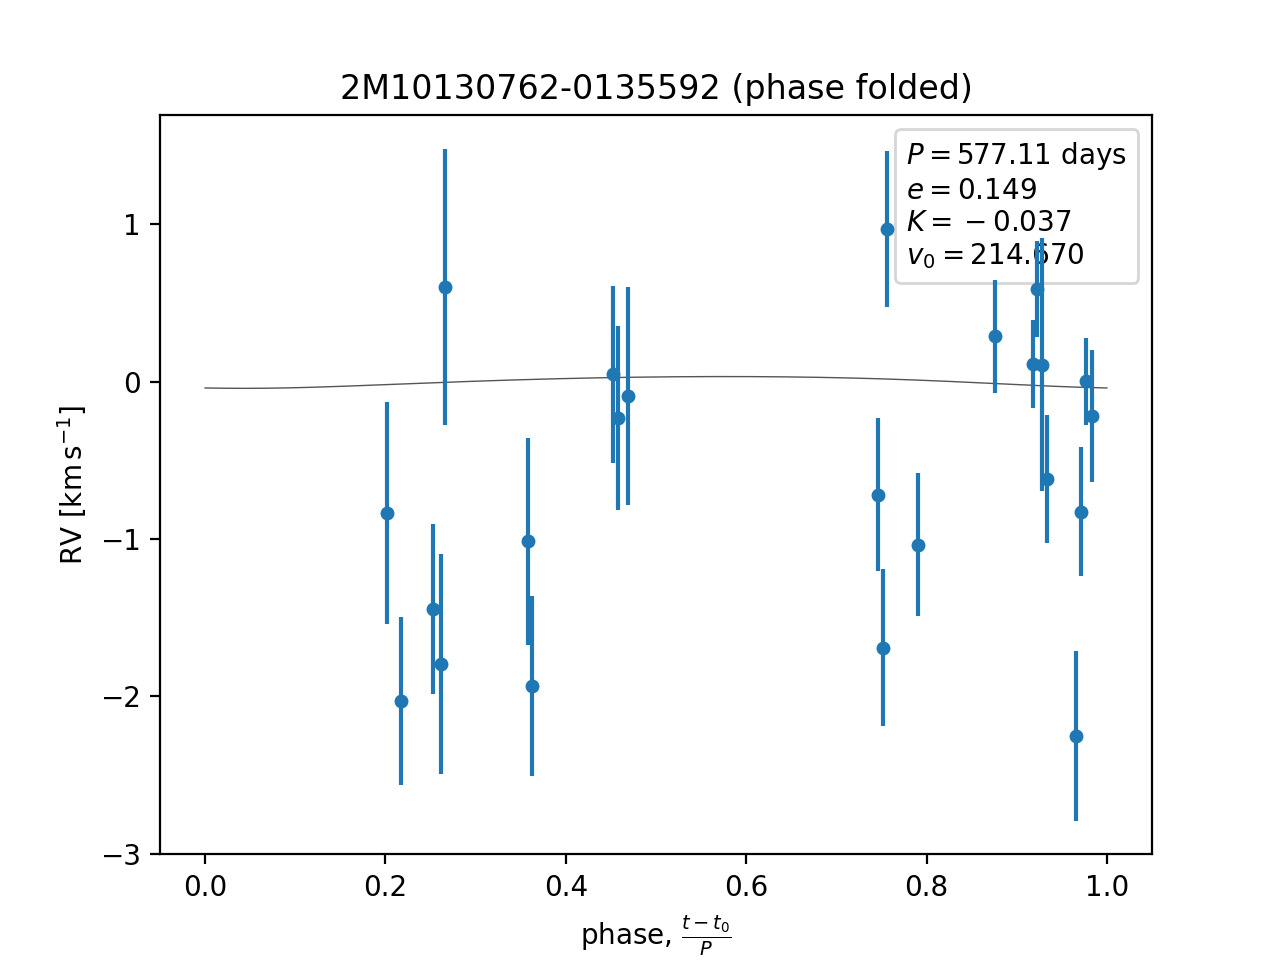 2M10130762-0135592 (phase folded)
P = 577.11 days
e = 0.149
K = −0.037
v₀ = 214.670
1
0
−1
−2
−3
RV [km s⁻¹]
0.0 0.2 0.4 0.6 0.8 1.0
phase, (t − t₀)/P